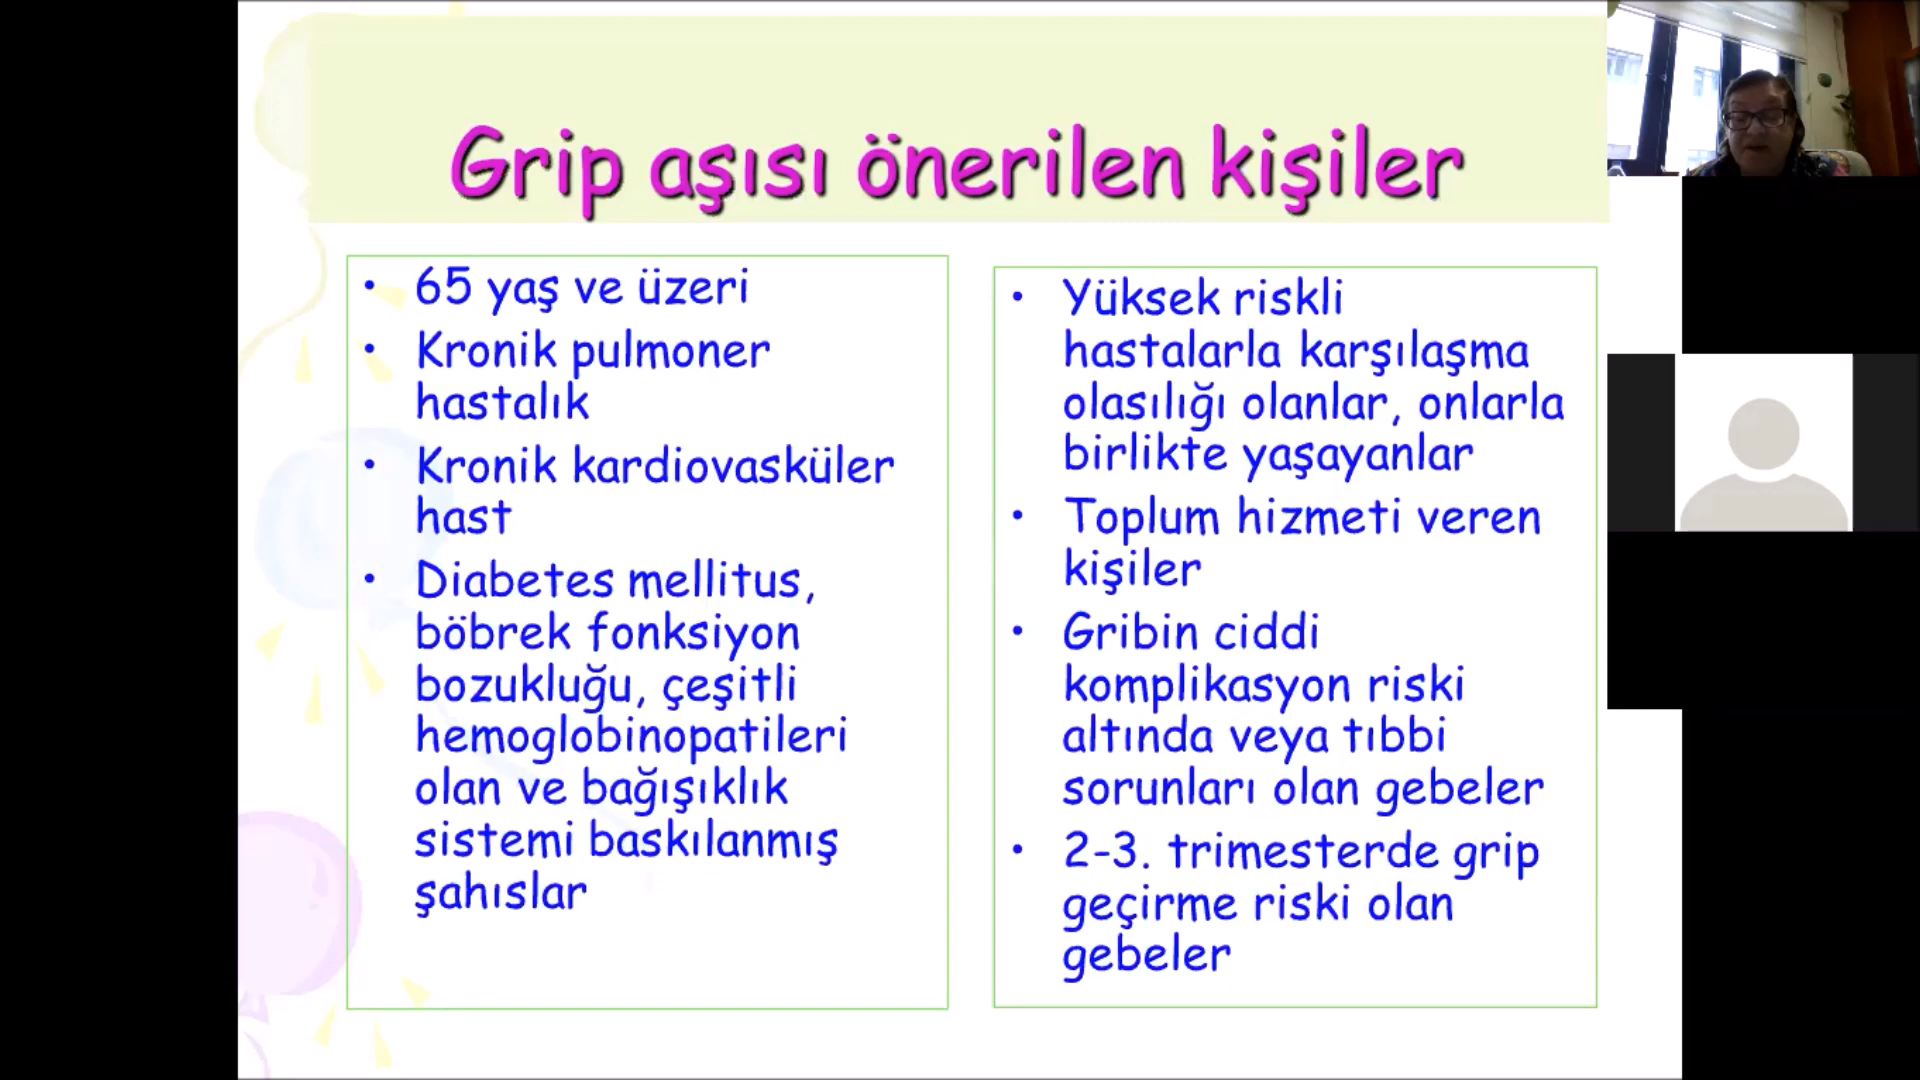 Grip aşısı önerilen kişiler
• 65 yaş ve üzeri
• Kronik pulmoner
hastalık
• Kronik kardiovasküler
hast
• Diabetes mellitus,
böbrek fonksiyon
bozukluğu, çeşitli
hemoglobinopatileri
olan ve bağışıklık
sistemi baskılanmış
şahıslar
• Yüksek riskli
hastalarla karşılaşma
olasılığı olanlar, onlarla
birlikte yaşayanlar
• Toplum hizmeti veren
kişiler
• Gribin ciddi
komplikasyon riski
altında veya tıbbi
sorunları olan gebeler
• 2-3. trimesterde grip
geçirme riski olan
gebeler